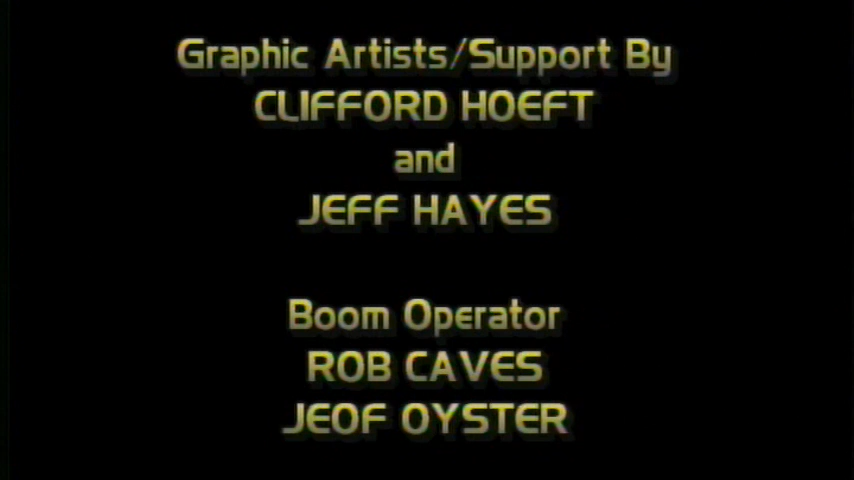 Graphic Artists/Support By
CLIFFORD HOEFT
and
JEFF HAYES
Boom Operator
ROB CAVES
JEOF OYSTER